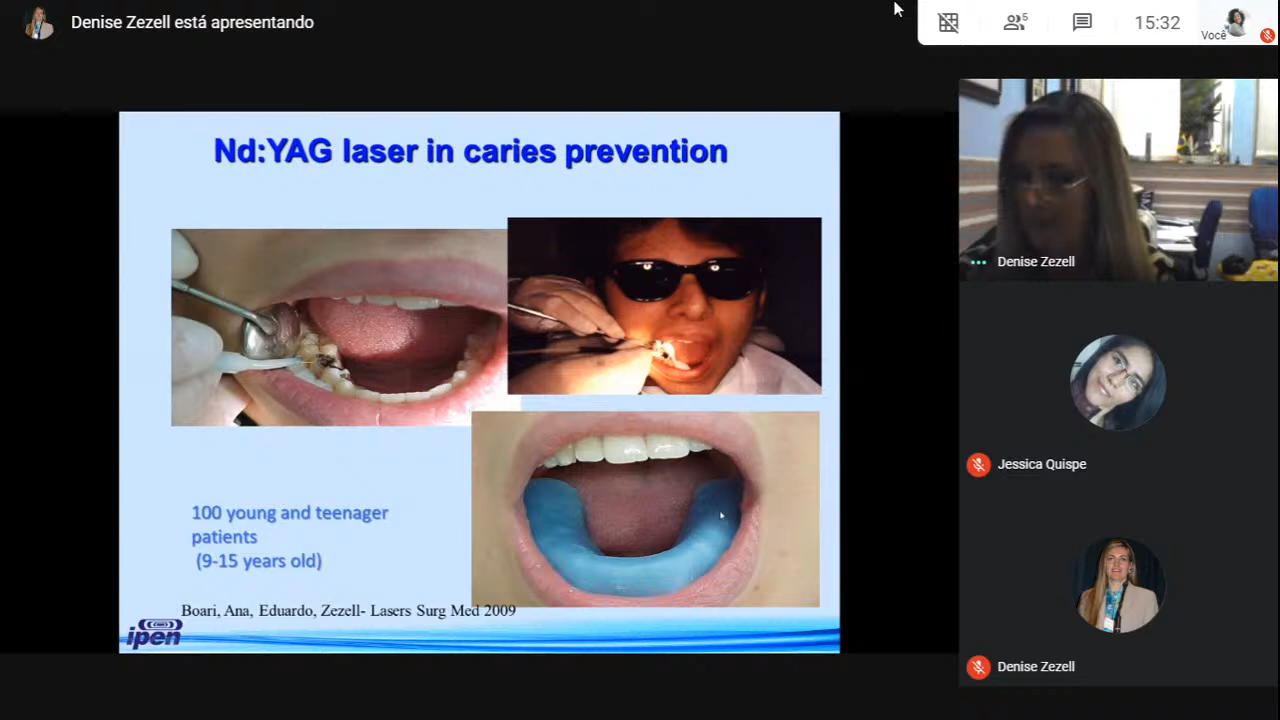 Denise Zezell está apresentando
5
15:32
Você
Nd:YAG laser in caries prevention
100 young and teenager
patients
(9-15 years old)
Boari, Ana, Eduardo, Zezell- Lasers Surg Med 2009
ipen
Denise Zezell
Jessica Quispe
Denise Zezell